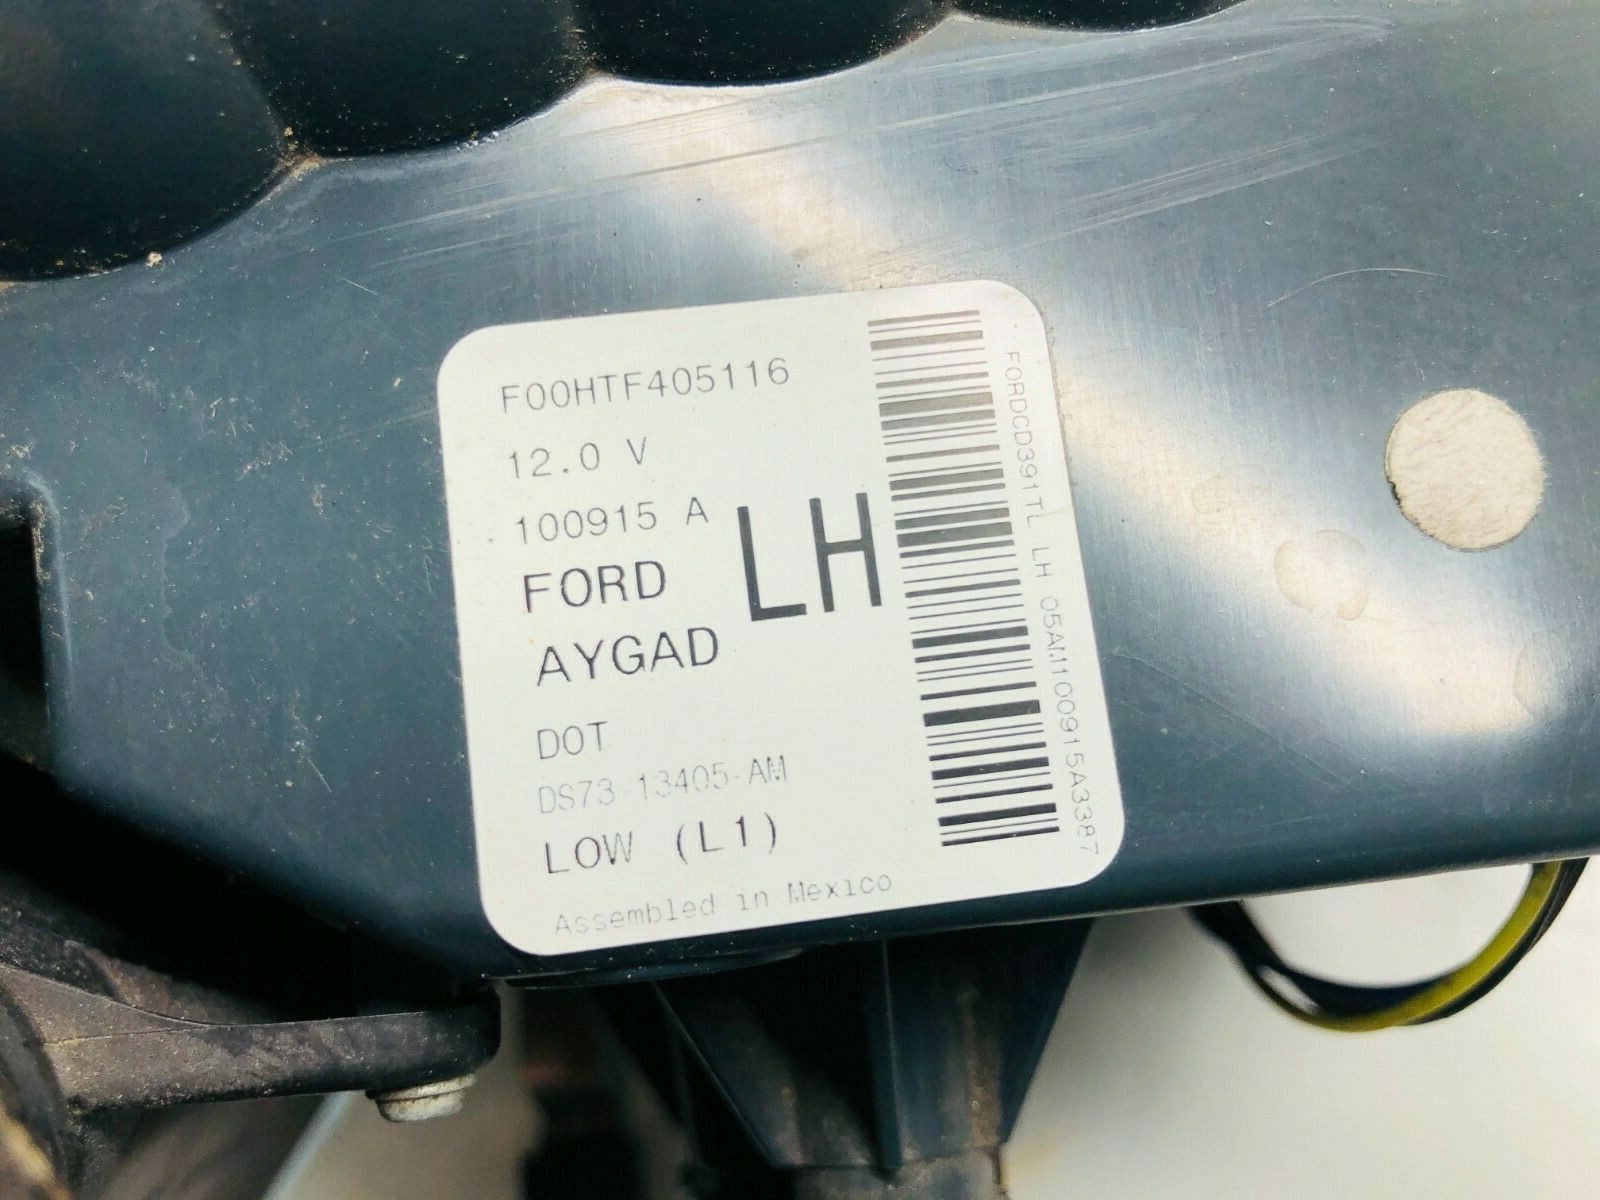 F00HTF405116
12.0 V
100915 A
LH
FORD
AYGAD
DOT
DS73-13405-AM
LOW (L1)
Assembled in Mexico
FORDCD391TL LH 05AM100915A3387